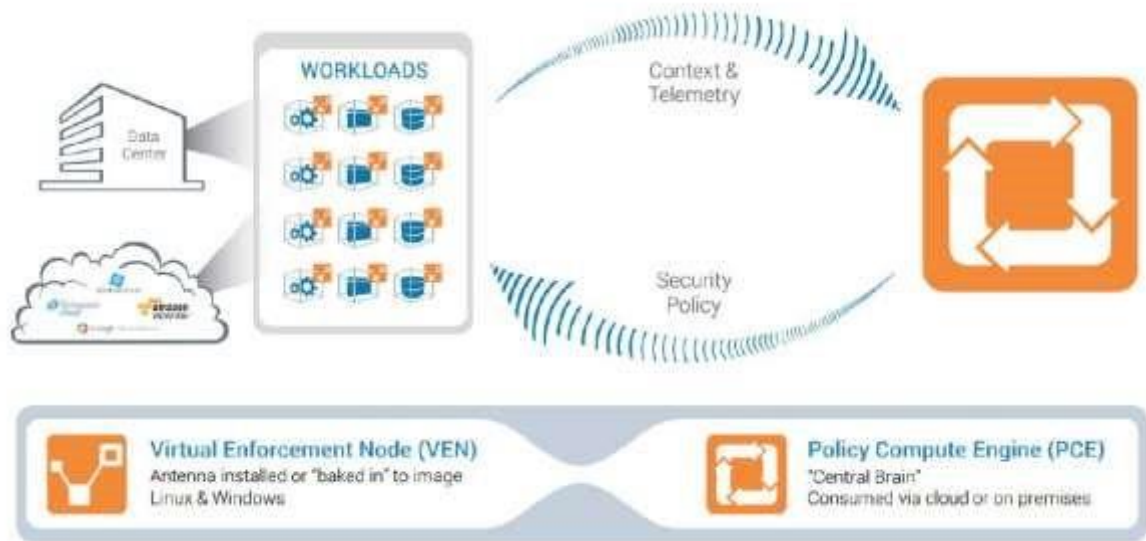 WORKLOADS
Context &
Telemetry
Data
Center
Security
Policy
amazon
Virtual Enforcement Node (VEN)
Antenna installed or "baked in" to image
Linux & Windows
Policy Compute Engine (PCE)
"Central Brain"
Consumed via cloud or on premises